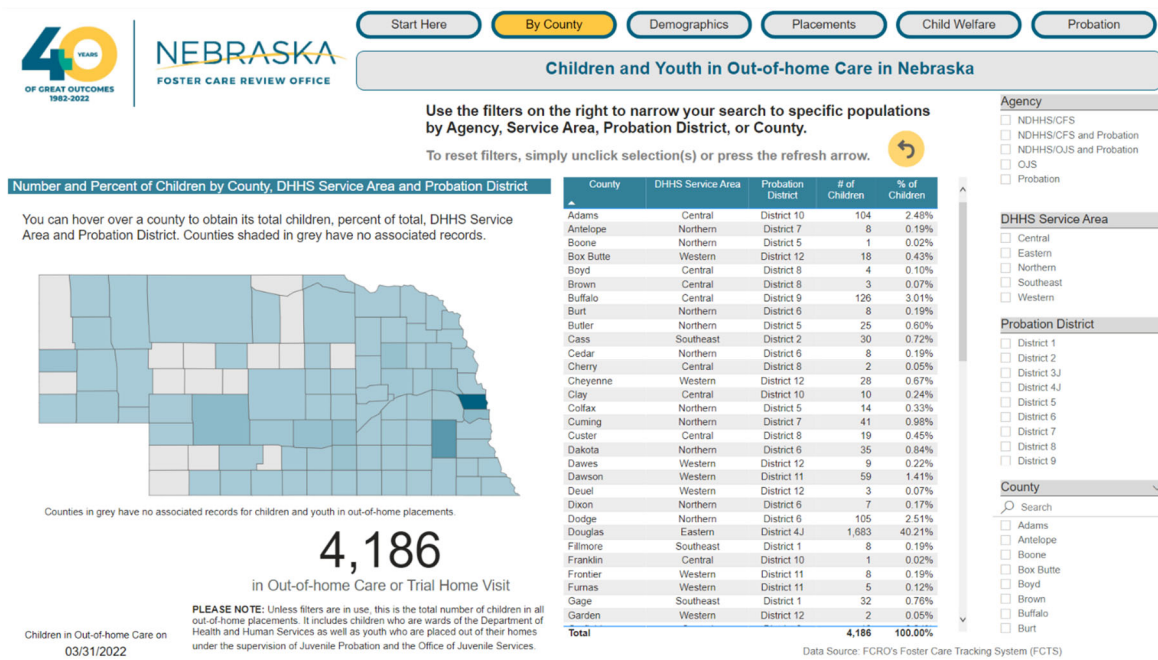 Start Here
By County
Demographics
Placements
Child Welfare
Probation
40
YEARS
OF GREAT OUTCOMES
1982-2022
NEBRASKA
FOSTER CARE REVIEW OFFICE
Children and Youth in Out-of-home Care in Nebraska
Use the filters on the right to narrow your search to specific populations
by Agency, Service Area, Probation District, or County.
To reset filters, simply unclick selection(s) or press the refresh arrow.
Number and Percent of Children by County, DHHS Service Area and Probation District
You can hover over a county to obtain its total children, percent of total, DHHS Service
Area and Probation District. Counties shaded in grey have no associated records.
Counties in grey have no associated records for children and youth in out-of-home placements.
4,186
in Out-of-home Care or Trial Home Visit
PLEASE NOTE: Unless filters are in use, this is the total number of children in all
out-of-home placements. It includes children who are wards of the Department of
Health and Human Services as well as youth who are placed out of their homes
under the supervision of Juvenile Probation and the Office of Juvenile Services.
Children in Out-of-home Care on
03/31/2022
County DHHS Service Area Probation District # of Children % of Children
Adams Central District 10 104 2.48%
Antelope Northern District 7 8 0.19%
Boone Northern District 5 1 0.02%
Box Butte Western District 12 18 0.43%
Boyd Central District 8 4 0.10%
Brown Central District 8 3 0.07%
Buffalo Central District 9 126 3.01%
Burt Northern District 6 8 0.19%
Butler Northern District 5 25 0.60%
Cass Southeast District 2 30 0.72%
Cedar Northern District 6 8 0.19%
Cherry Central District 8 2 0.05%
Cheyenne Western District 12 28 0.67%
Clay Central District 10 10 0.24%
Colfax Northern District 5 14 0.33%
Cuming Northern District 7 41 0.98%
Custer Central District 8 19 0.45%
Dakota Northern District 6 35 0.84%
Dawes Western District 12 9 0.22%
Dawson Western District 11 59 1.41%
Deuel Western District 12 3 0.07%
Dixon Northern District 6 7 0.17%
Dodge Northern District 6 105 2.51%
Douglas Eastern District 4J 1,683 40.21%
Fillmore Southeast District 1 8 0.19%
Franklin Central District 10 1 0.02%
Frontier Western District 11 8 0.19%
Furnas Western District 11 5 0.12%
Gage Southeast District 1 32 0.76%
Garden Western District 12 2 0.05%
Total 4,186 100.00%
Agency
NDHHS/CFS
NDHHS/CFS and Probation
NDHHS/OJS and Probation
OJS
Probation
DHHS Service Area
Central
Eastern
Northern
Southeast
Western
Probation District
District 1
District 2
District 3J
District 4J
District 5
District 6
District 7
District 8
District 9
County
Search
Adams
Antelope
Boone
Box Butte
Boyd
Brown
Buffalo
Burt
Data Source: FCRO's Foster Care Tracking System (FCTS)